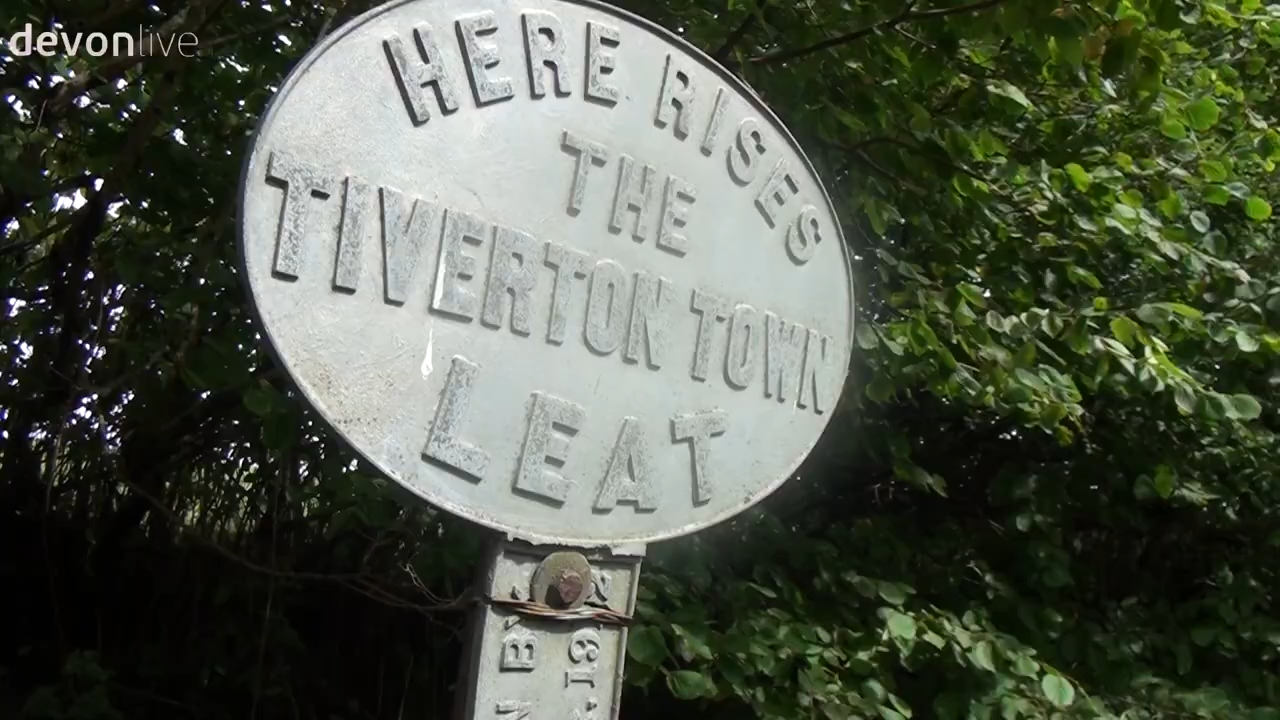 devonlive
HERE RISES
THE
TIVERTON TOWN
LEAT